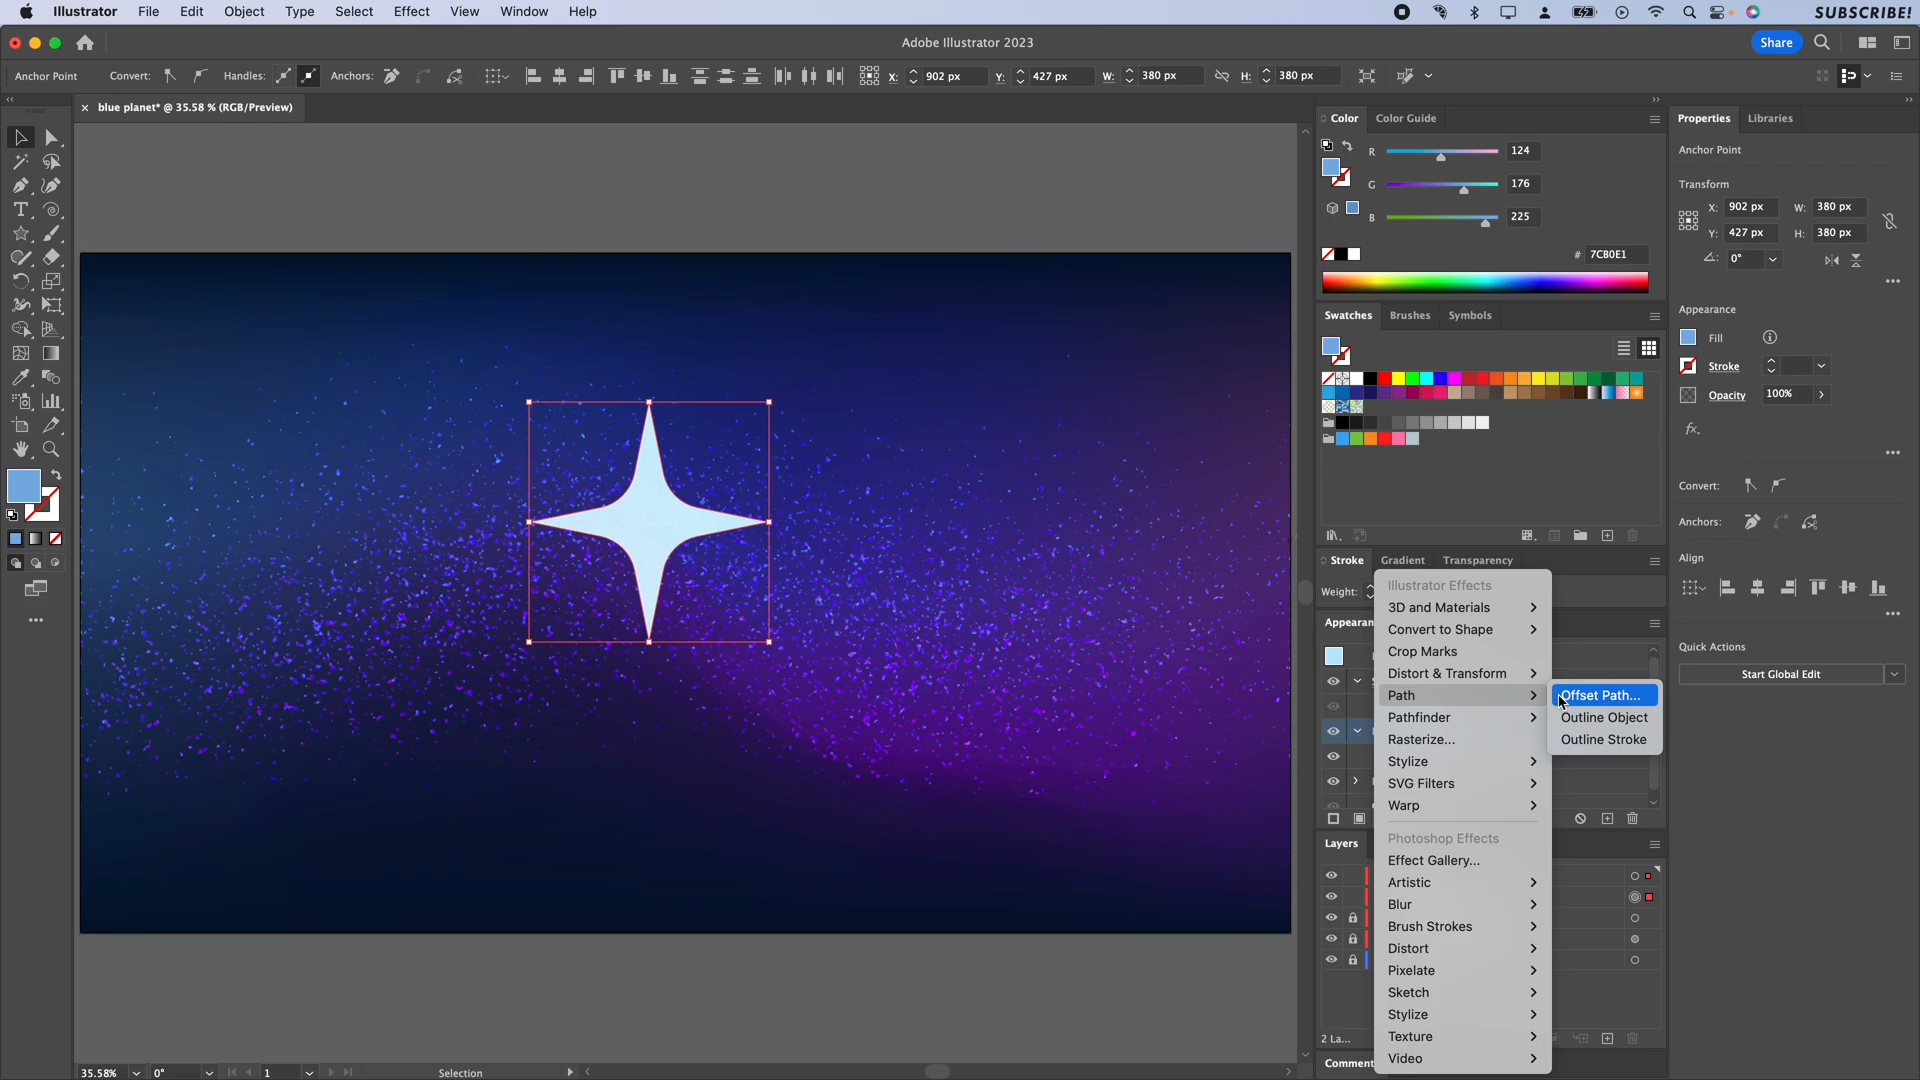 Illustrator File Edit Object Type Select Effect View Window Help SUBSCRIBE!
Adobe Illustrator 2023
Share
Anchor Point Convert: Handles: Anchors: X: 902 px Y: 427 px W: 380 px H: 380 px
blue planet* @ 35.58 % (RGB/Preview)
Color Color Guide
R 124
G 176
B 225
# 7CB0E1
Swatches Brushes Symbols
Stroke Gradient Transparency
Weight:
Appearan
Layers
2 La...
Comment
Illustrator Effects
3D and Materials
Convert to Shape
Crop Marks
Distort & Transform
Path
Pathfinder
Rasterize...
Stylize
SVG Filters
Warp
Photoshop Effects
Effect Gallery...
Artistic
Blur
Brush Strokes
Distort
Pixelate
Sketch
Stylize
Texture
Video
Offset Path...
Outline Object
Outline Stroke
Properties Libraries
Anchor Point
Transform
X: 902 px W: 380 px
Y: 427 px H: 380 px
0°
Appearance
Fill
Stroke
Opacity 100%
fx.
Convert:
Anchors:
Align
Quick Actions
Start Global Edit
35.58% 0° 1 Selection